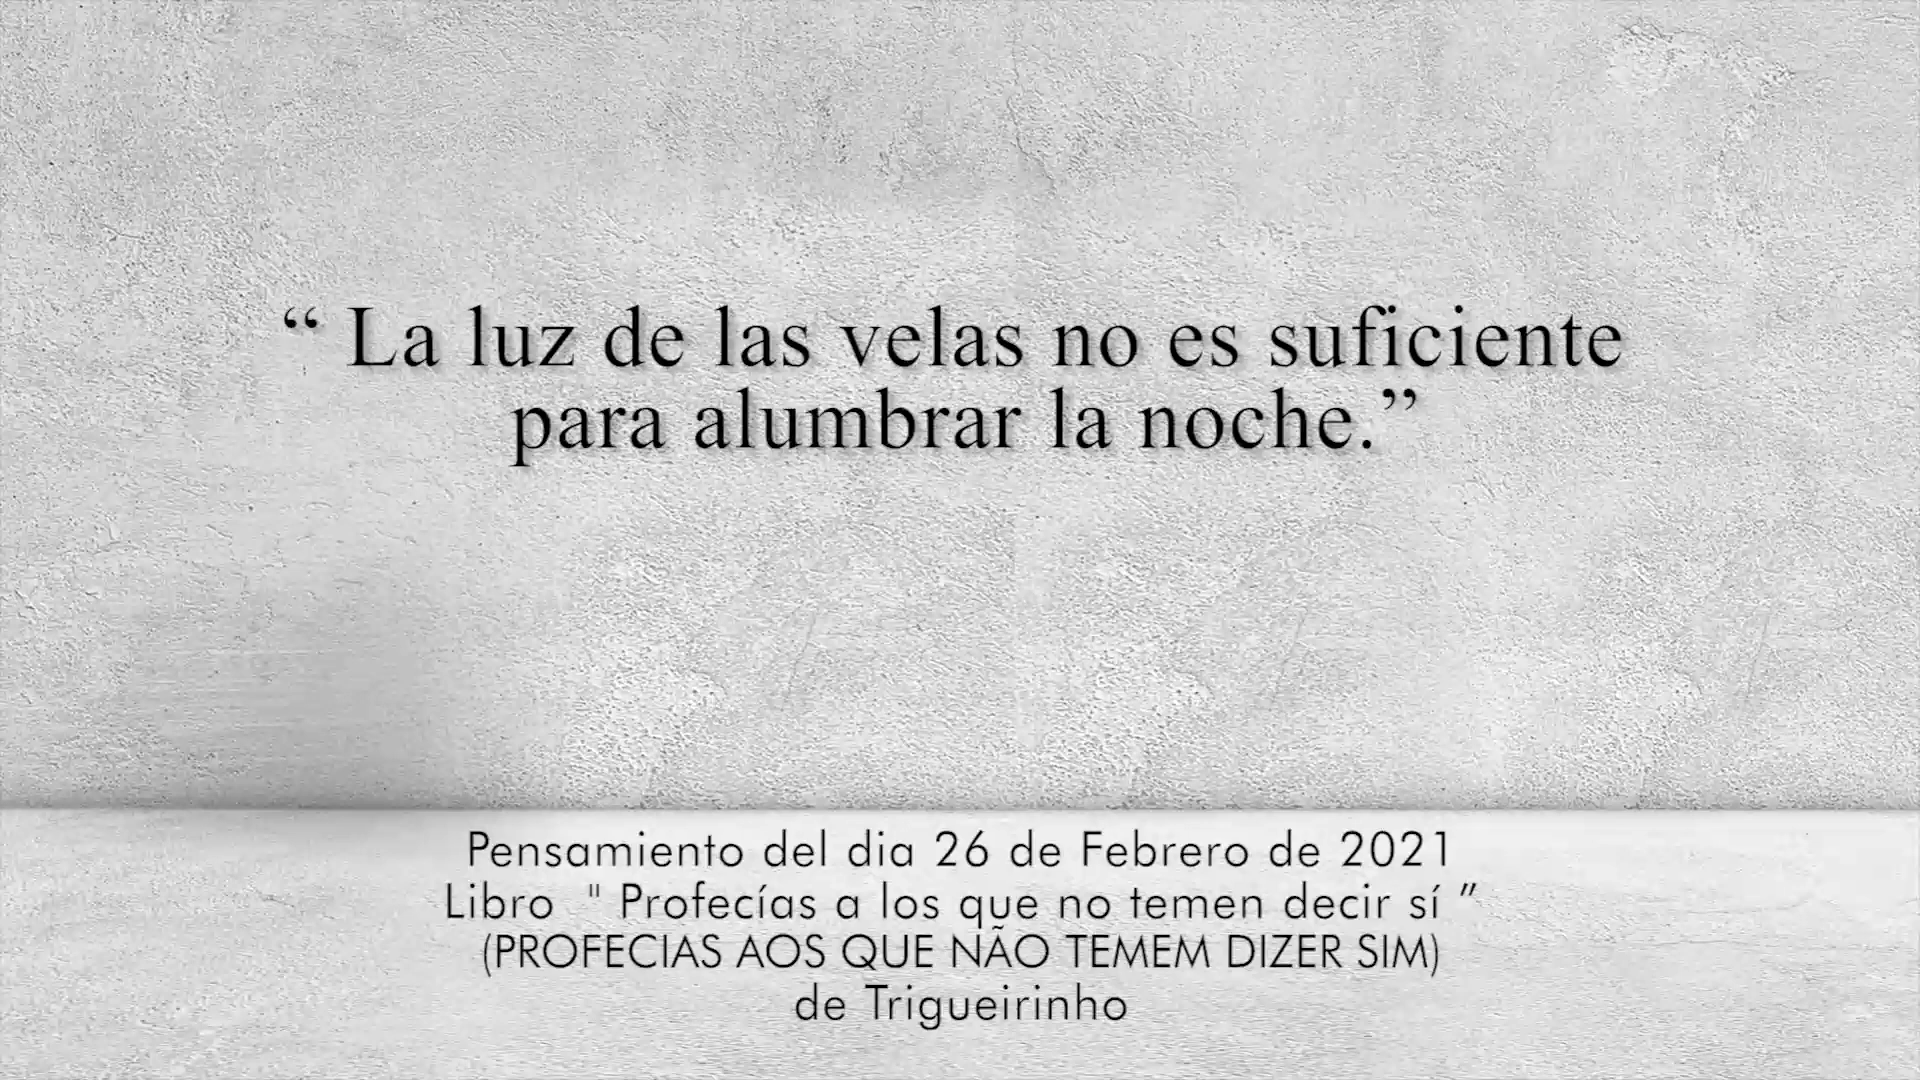 “ La luz de las velas no es suficiente
para alumbrar la noche.”
Pensamiento del dia 26 de Febrero de 2021
Libro " Profecías a los que no temen decir sí ”
(PROFECIAS AOS QUE NÃO TEMEM DIZER SIM)
de Trigueirinho